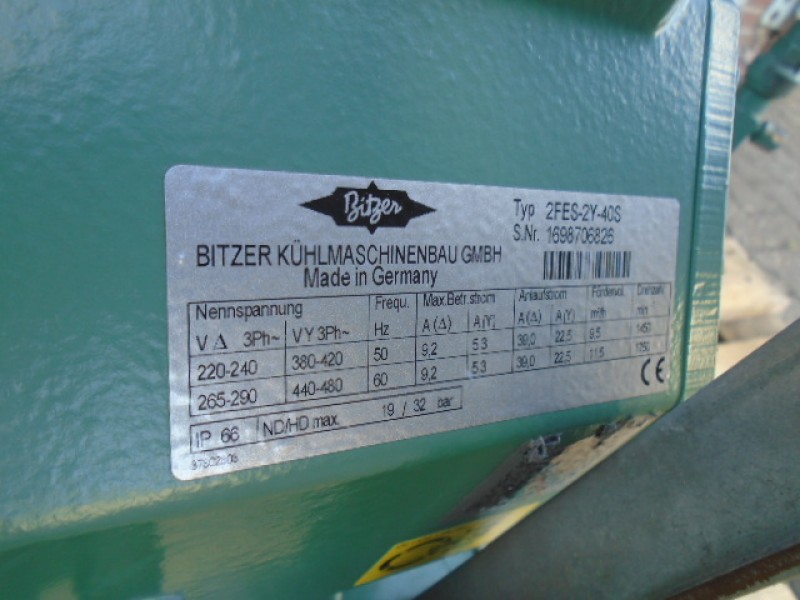 Bitzer
Typ 2FES-2Y-40S
S.Nr. 1698706826
BITZER KÜHLMASCHINENBAU GMBH
Made in Germany
Nennspannung Frequ. Max.Betr.strom Anlaufstrom Fördervol. Drehzahl
V Δ 3Ph~ VY 3Ph~ Hz A (Δ) A (Y) A (Δ) A (Y) m³/h min
220-240 380-420 50 9,2 5.3 39,0 22.5 9.5 1450
265-290 440-480 60 9,2 5.3 39,0 22.5 11.5 1750
IP 66 ND/HD max. 19 / 32 bar
CE